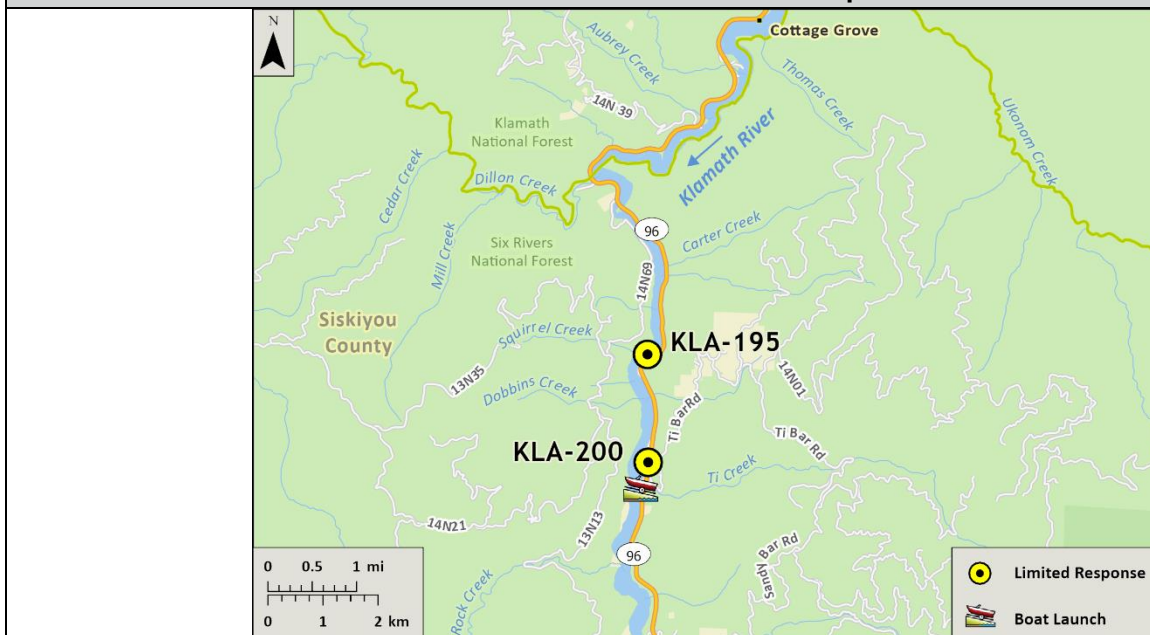 N
Cottage Grove
Aubrey Creek
Thomas Creek
Ukonom Creek
14N 39
Klamath
National Forest
Klamath River
Cedar Creek
Dillon Creek
Mill Creek
96
Carter Creek
Six Rivers
National Forest
14N69
Siskiyou
County
Squirrel Creek
KLA-195
13N35
Dobbins Creek
14N01
Ti Bar Rd
Ti Bar Rd
KLA-200
Ti Creek
14N21
13N13
96
Sandy Bar Rd
Rock Creek
0 0.5 1 mi
0 1 2 km
Limited Response
Boat Launch